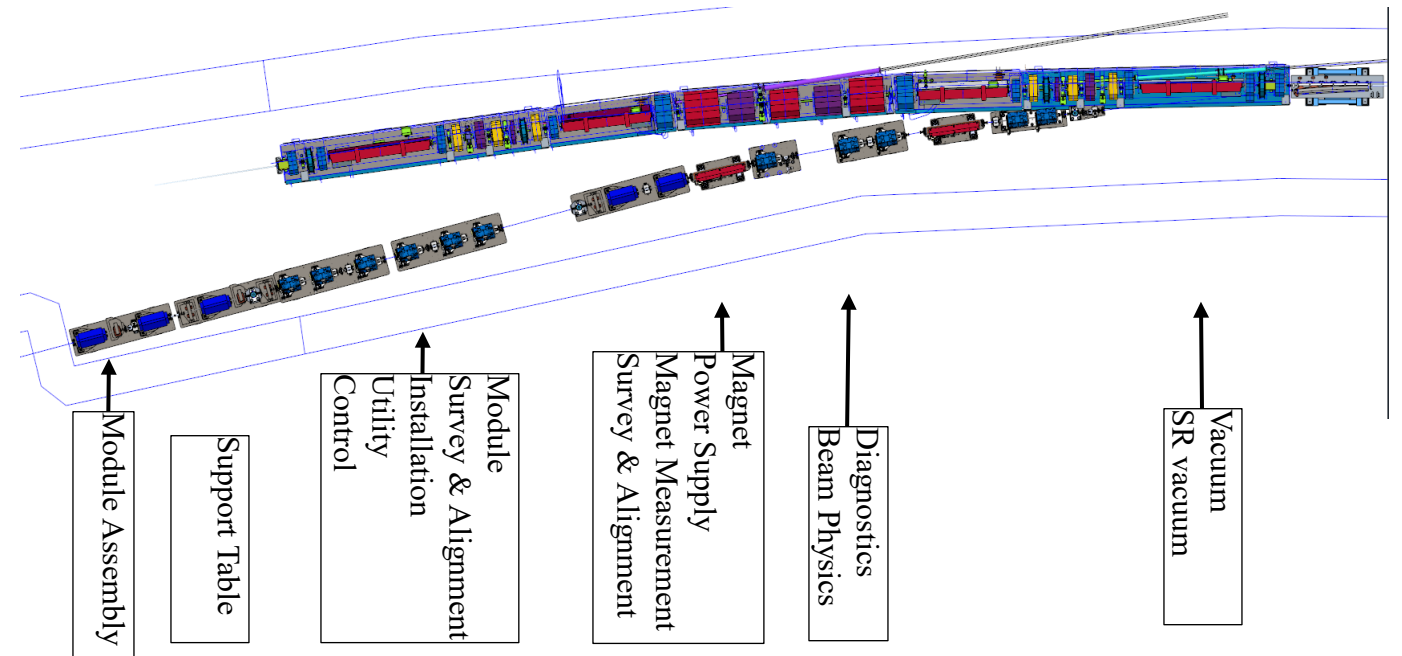 Module Assembly
Support Table
Module
Survey & Alignment
Installation
Utility
Control
Magnet
Power Supply
Magnet Measurement
Survey & Alignment
Diagnostics
Beam Physics
Vacuum
SR vacuum